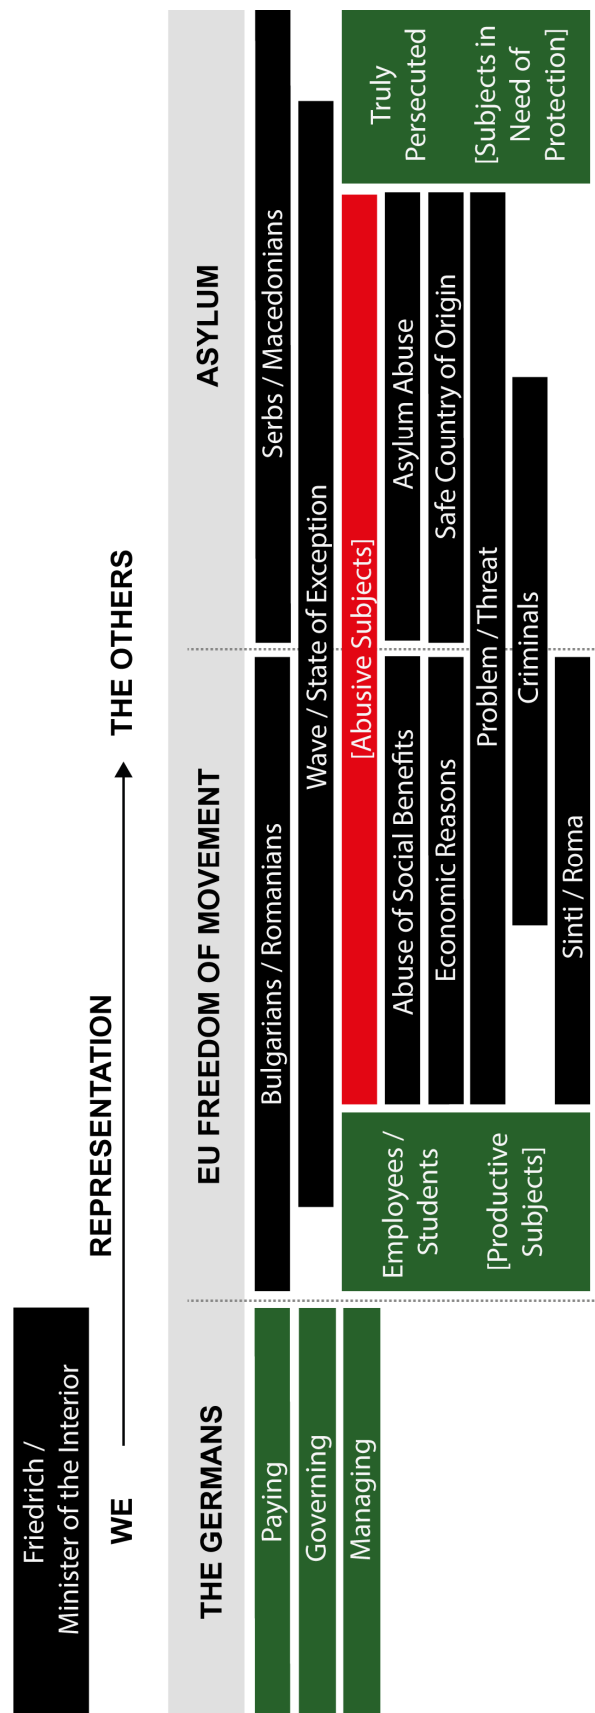 Friedrich /
Minister of the Interior
WE
REPRESENTATION
THE OTHERS
THE GERMANS
EU FREEDOM OF MOVEMENT
ASYLUM
Paying
Bulgarians / Romanians
Serbs / Macedonians
Governing
Wave / State of Exception
Managing
Employees /
Students
[Productive
Subjects]
[Abusive Subjects]
Abuse of Social Benefits
Asylum Abuse
Economic Reasons
Safe Country of Origin
Problem / Threat
Criminals
Sinti / Roma
Truly
Persecuted
[Subjects in
Need of
Protection]